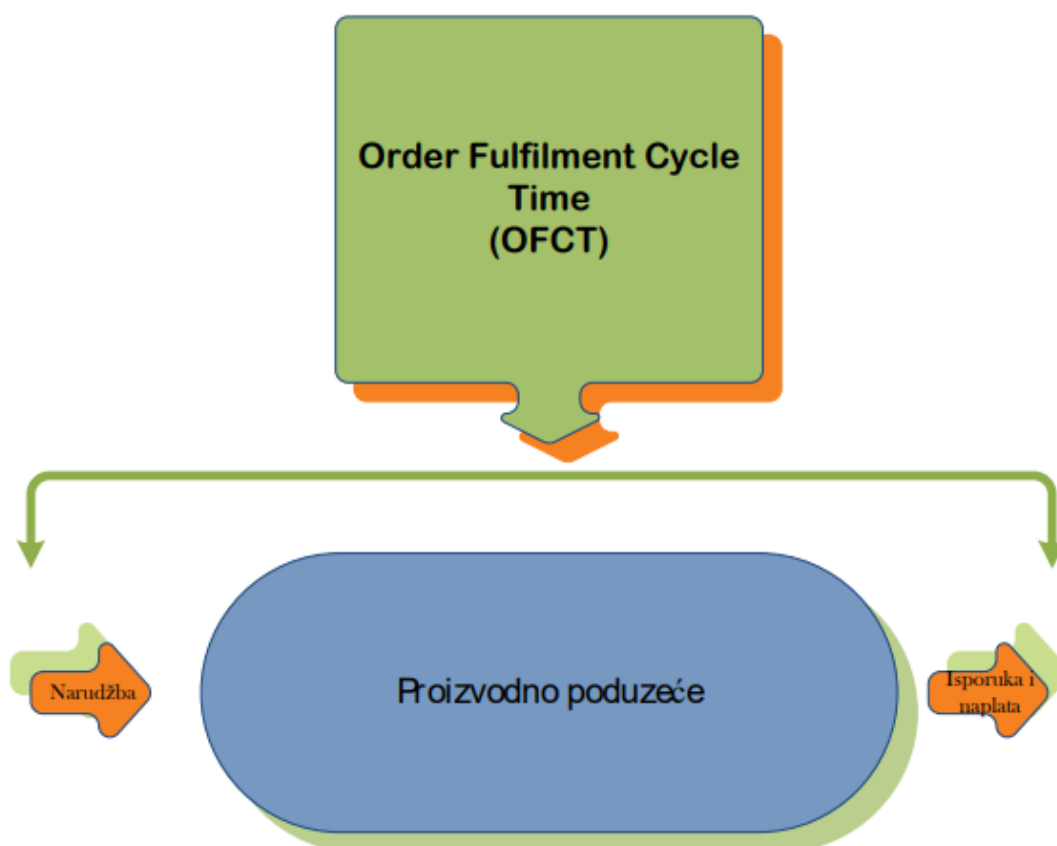 Order Fulfilment Cycle
Time
(OFCT)
Narudžba
Proizvodno poduzeće
Isporuka i
naplata